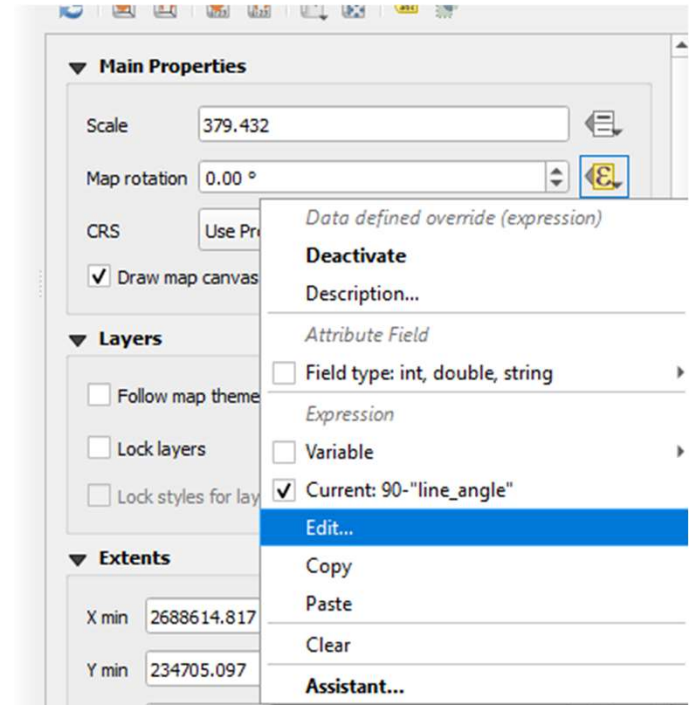 Main Properties
Scale 379.432
Map rotation 0.00 °
CRS Use Pr
Draw map canvas
Layers
Follow map theme
Lock layers
Lock styles for lay
Extents
X min 2688614.817
Y min 234705.097
Data defined override (expression)
Deactivate
Description...
Attribute Field
Field type: int, double, string
Expression
Variable
Current: 90-"line_angle"
Edit...
Copy
Paste
Clear
Assistant...